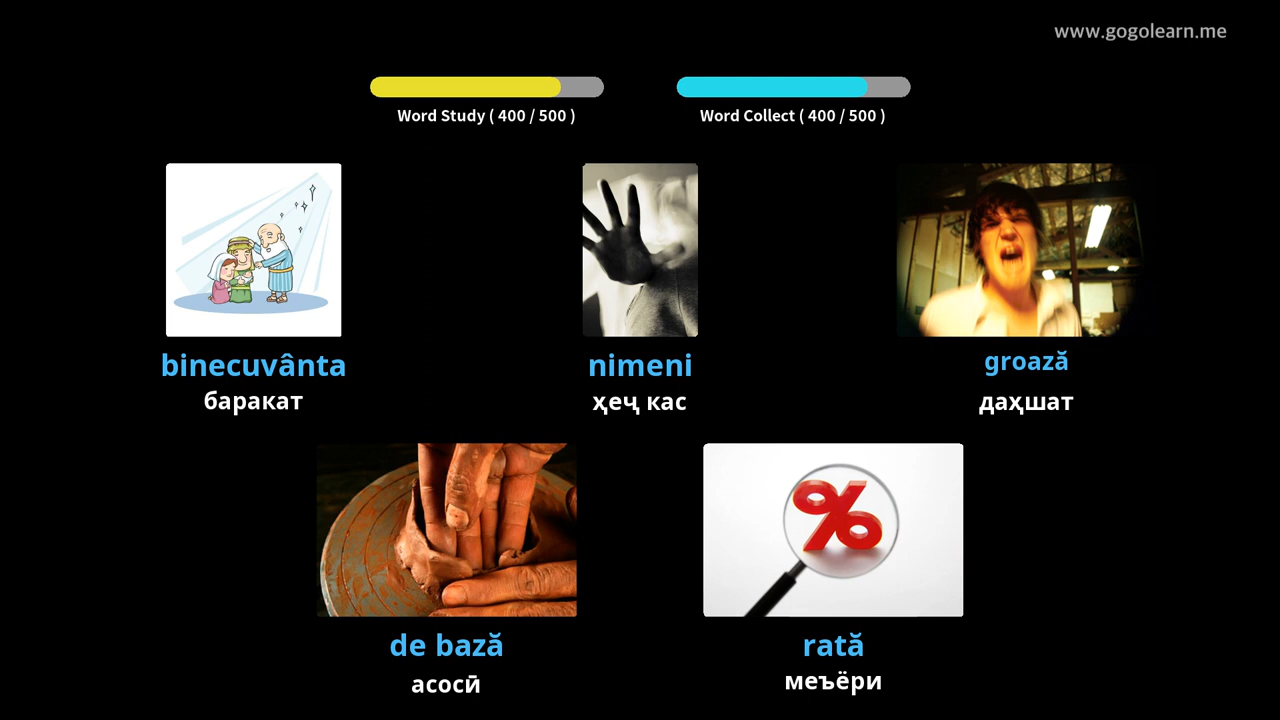 www.gogolearn.me
Word Study ( 400 / 500 )
Word Collect ( 400 / 500 )
binecuvânta
баракат
nimeni
ҳеҷ кас
groază
даҳшат
de bază
асосӣ
rată
меъёри